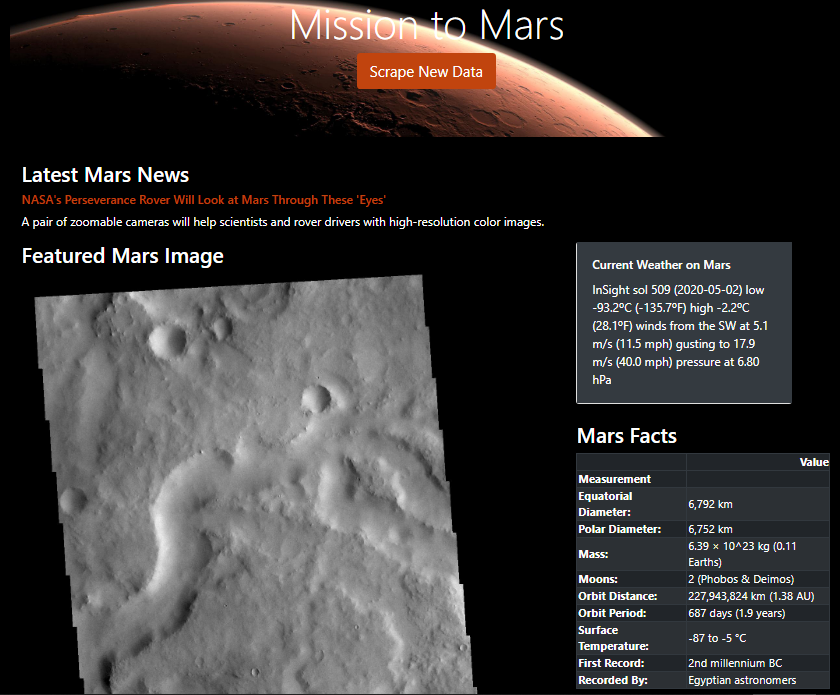 Mission to Mars
Scrape New Data
Latest Mars News
NASA's Perseverance Rover Will Look at Mars Through These 'Eyes'
A pair of zoomable cameras will help scientists and rover drivers with high-resolution color images.
Featured Mars Image
Current Weather on Mars
InSight sol 509 (2020-05-02) low
-93.2ºC (-135.7ºF) high -2.2ºC
(28.1ºF) winds from the SW at 5.1
m/s (11.5 mph) gusting to 17.9
m/s (40.0 mph) pressure at 6.80
hPa
Mars Facts
Value
Measurement
Equatorial
Diameter:
6,792 km
Polar Diameter: 6,752 km
Mass:
6.39 × 10^23 kg (0.11
Earths)
Moons: 2 (Phobos & Deimos)
Orbit Distance: 227,943,824 km (1.38 AU)
Orbit Period: 687 days (1.9 years)
Surface
Temperature:
-87 to -5 °C
First Record: 2nd millennium BC
Recorded By: Egyptian astronomers